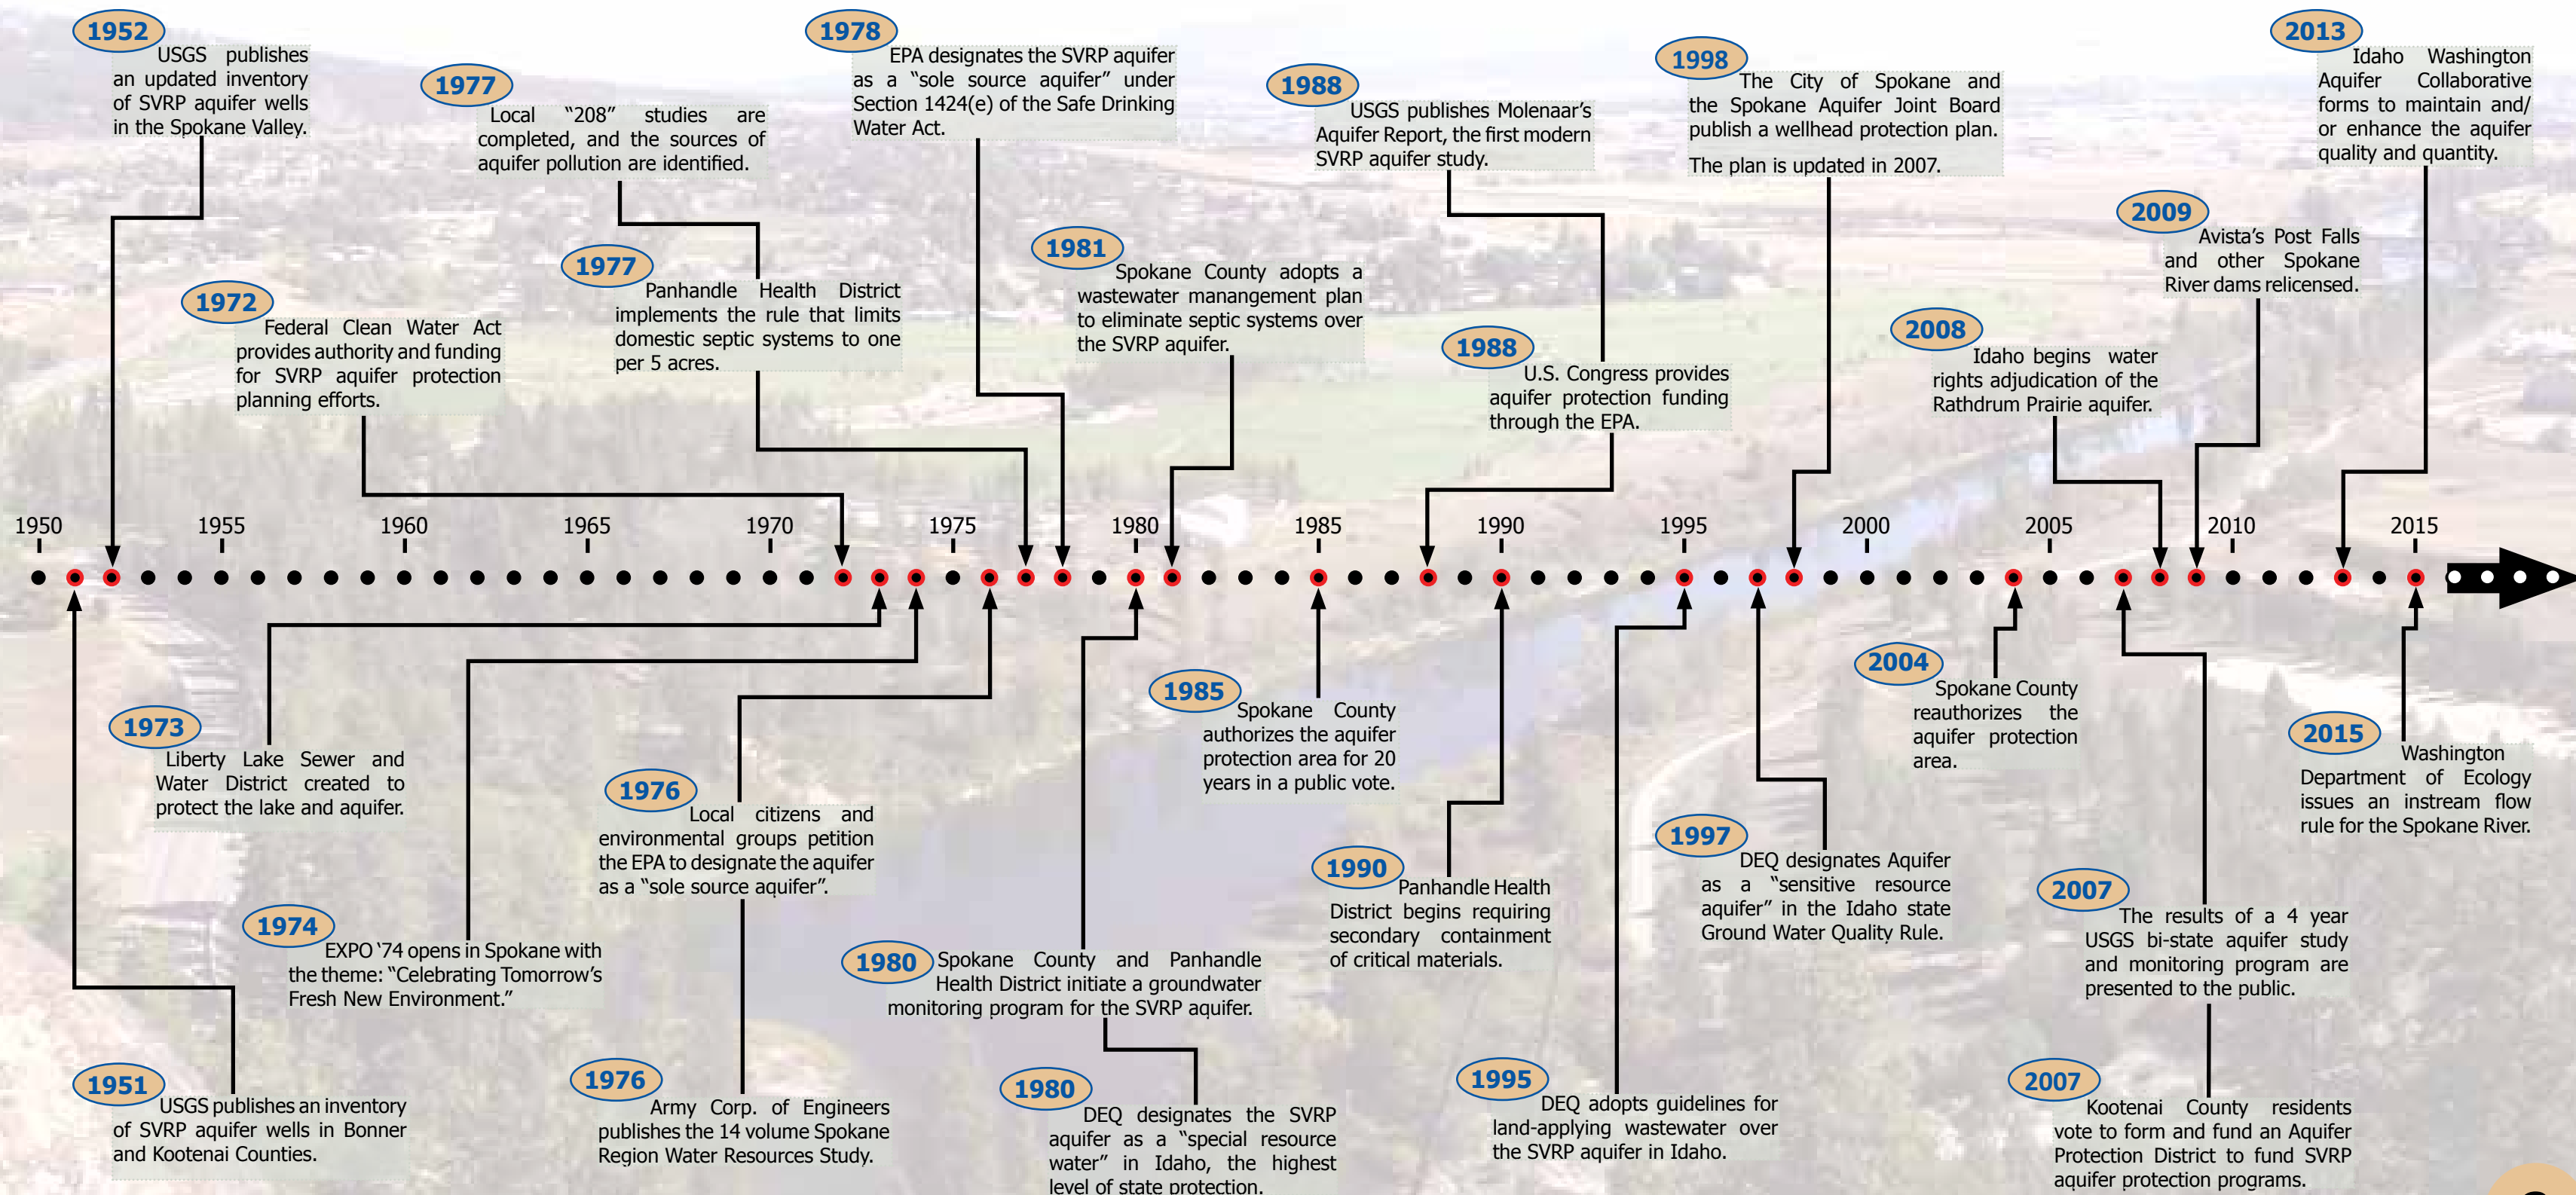 1952
USGS publishes
an updated inventory
of SVRP aquifer wells
in the Spokane Valley.
1977
Local “208” studies are
completed, and the sources of
aquifer pollution are identified.
1978
EPA designates the SVRP aquifer
as a “sole source aquifer” under
Section 1424(e) of the Safe Drinking
Water Act.
1988
USGS publishes Molenaar’s
Aquifer Report, the first modern
SVRP aquifer study.
1998
The City of Spokane and
the Spokane Aquifer Joint Board
publish a wellhead protection plan.
The plan is updated in 2007.
2013
Idaho Washington
Aquifer Collaborative
forms to maintain and/
or enhance the aquifer
quality and quantity.
1972
Federal Clean Water Act
provides authority and funding
for SVRP aquifer protection
planning efforts.
1977
Panhandle Health District
implements the rule that limits
domestic septic systems to one
per 5 acres.
1981
Spokane County adopts a
wastewater manangement plan
to eliminate septic systems over
the SVRP aquifer.
1988
U.S. Congress provides
aquifer protection funding
through the EPA.
2008
Idaho begins water
rights adjudication of the
Rathdrum Prairie aquifer.
2009
Avista’s Post Falls
and other Spokane
River dams relicensed.
1950 1955 1960 1965 1970 1975 1980 1985 1990 1995 2000 2005 2010 2015
1973
Liberty Lake Sewer and
Water District created to
protect the lake and aquifer.
1974
EXPO ‘74 opens in Spokane with
the theme: “Celebrating Tomorrow’s
Fresh New Environment.”
1951
USGS publishes an inventory
of SVRP aquifer wells in Bonner
and Kootenai Counties.
1976
Local citizens and
environmental groups petition
the EPA to designate the aquifer
as a “sole source aquifer”.
1976
Army Corp. of Engineers
publishes the 14 volume Spokane
Region Water Resources Study.
1980
Spokane County and Panhandle
Health District initiate a groundwater
monitoring program for the SVRP aquifer.
1980
DEQ designates the SVRP
aquifer as a “special resource
water” in Idaho, the highest
level of state protection.
1985
Spokane County
authorizes the aquifer
protection area for 20
years in a public vote.
1990
Panhandle Health
District begins requiring
secondary containment
of critical materials.
1995
DEQ adopts guidelines for
land-applying wastewater over
the SVRP aquifer in Idaho.
1997
DEQ designates Aquifer
as a “sensitive resource
aquifer” in the Idaho state
Ground Water Quality Rule.
2004
Spokane County
reauthorizes the
aquifer protection
area.
2007
The results of a 4 year
USGS bi-state aquifer study
and monitoring program are
presented to the public.
2007
Kootenai County residents
vote to form and fund an Aquifer
Protection District to fund SVRP
aquifer protection programs.
2015
Washington
Department of Ecology
issues an instream flow
rule for the Spokane River.